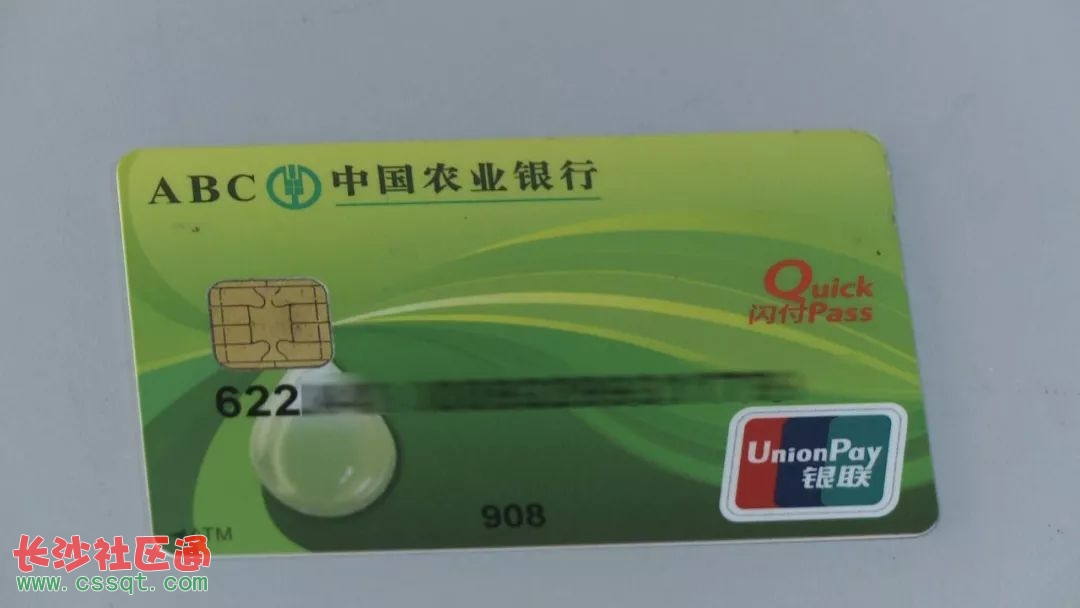 ABC 中国农业银行
Quick
闪付Pass
622
UnionPay
银联
908
ATM
长沙社区通
www.cssqt.com